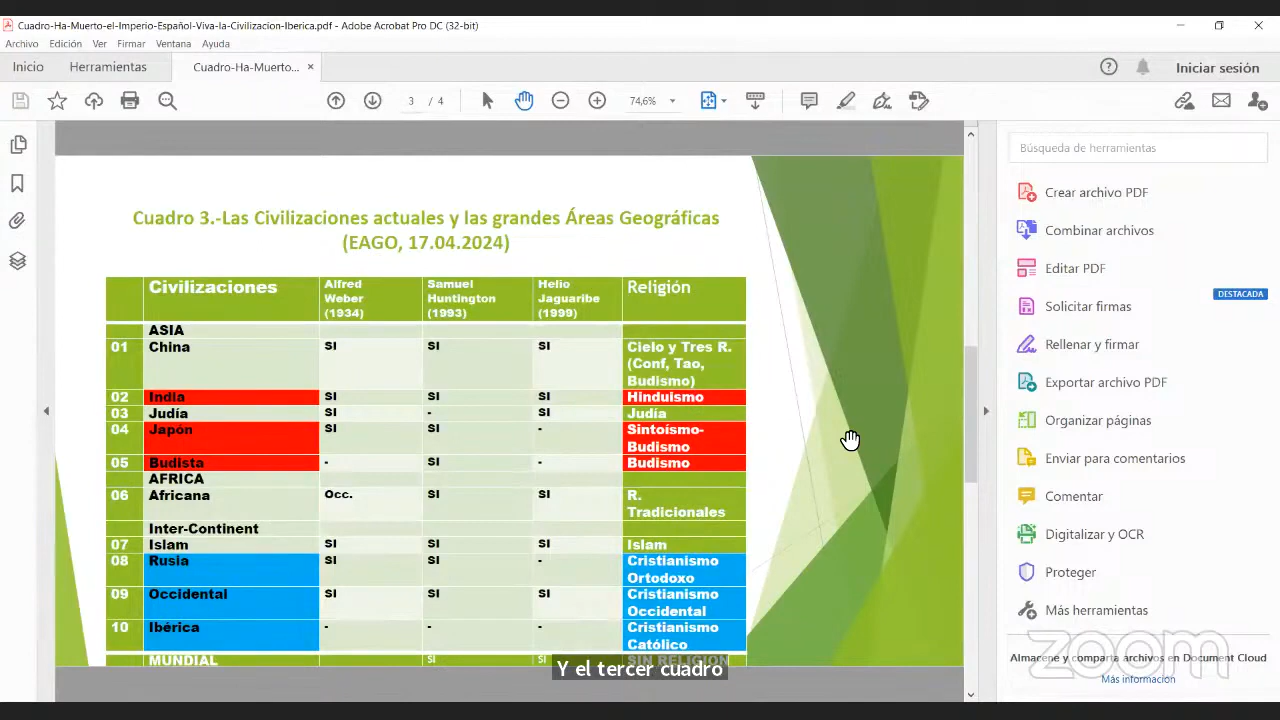 Cuadro-Ha-Muerto-el-Imperio-Español-Viva-la-Civilizacion-Iberica.pdf - Adobe Acrobat Pro DC (32-bit)
Archivo Edición Ver Firmar Ventana Ayuda
Inicio Herramientas Cuadro-Ha-Muerto... × Iniciar sesión
3 / 4 74,6%
Búsqueda de herramientas
Crear archivo PDF
Combinar archivos
Editar PDF
DESTACADA
Solicitar firmas
Rellenar y firmar
Exportar archivo PDF
Organizar páginas
Enviar para comentarios
Comentar
Digitalizar y OCR
Proteger
Más herramientas
Almacene y comparta archivos en Document Cloud
Más información
zoom
Cuadro 3.-Las Civilizaciones actuales y las grandes Áreas Geográficas
(EAGO, 17.04.2024)
Civilizaciones Alfred Weber (1934) Samuel Huntington (1993) Helio Jaguaribe (1999) Religión
ASIA
01 China SI SI SI Cielo y Tres R. (Conf, Tao, Budismo)
02 India SI SI SI Hinduismo
03 Judía SI - SI Judía
04 Japón SI SI - Sintoísmo-Budismo
05 Budista - SI - Budismo
AFRICA
06 Africana Occ. SI SI R. Tradicionales
Inter-Continent
07 Islam SI SI SI Islam
08 Rusia SI SI - Cristianismo Ortodoxo
09 Occidental SI SI SI Cristianismo Occidental
10 Ibérica - - - Cristianismo Católico
MUNDIAL SI SI SIN RELIGION
Y el tercer cuadro